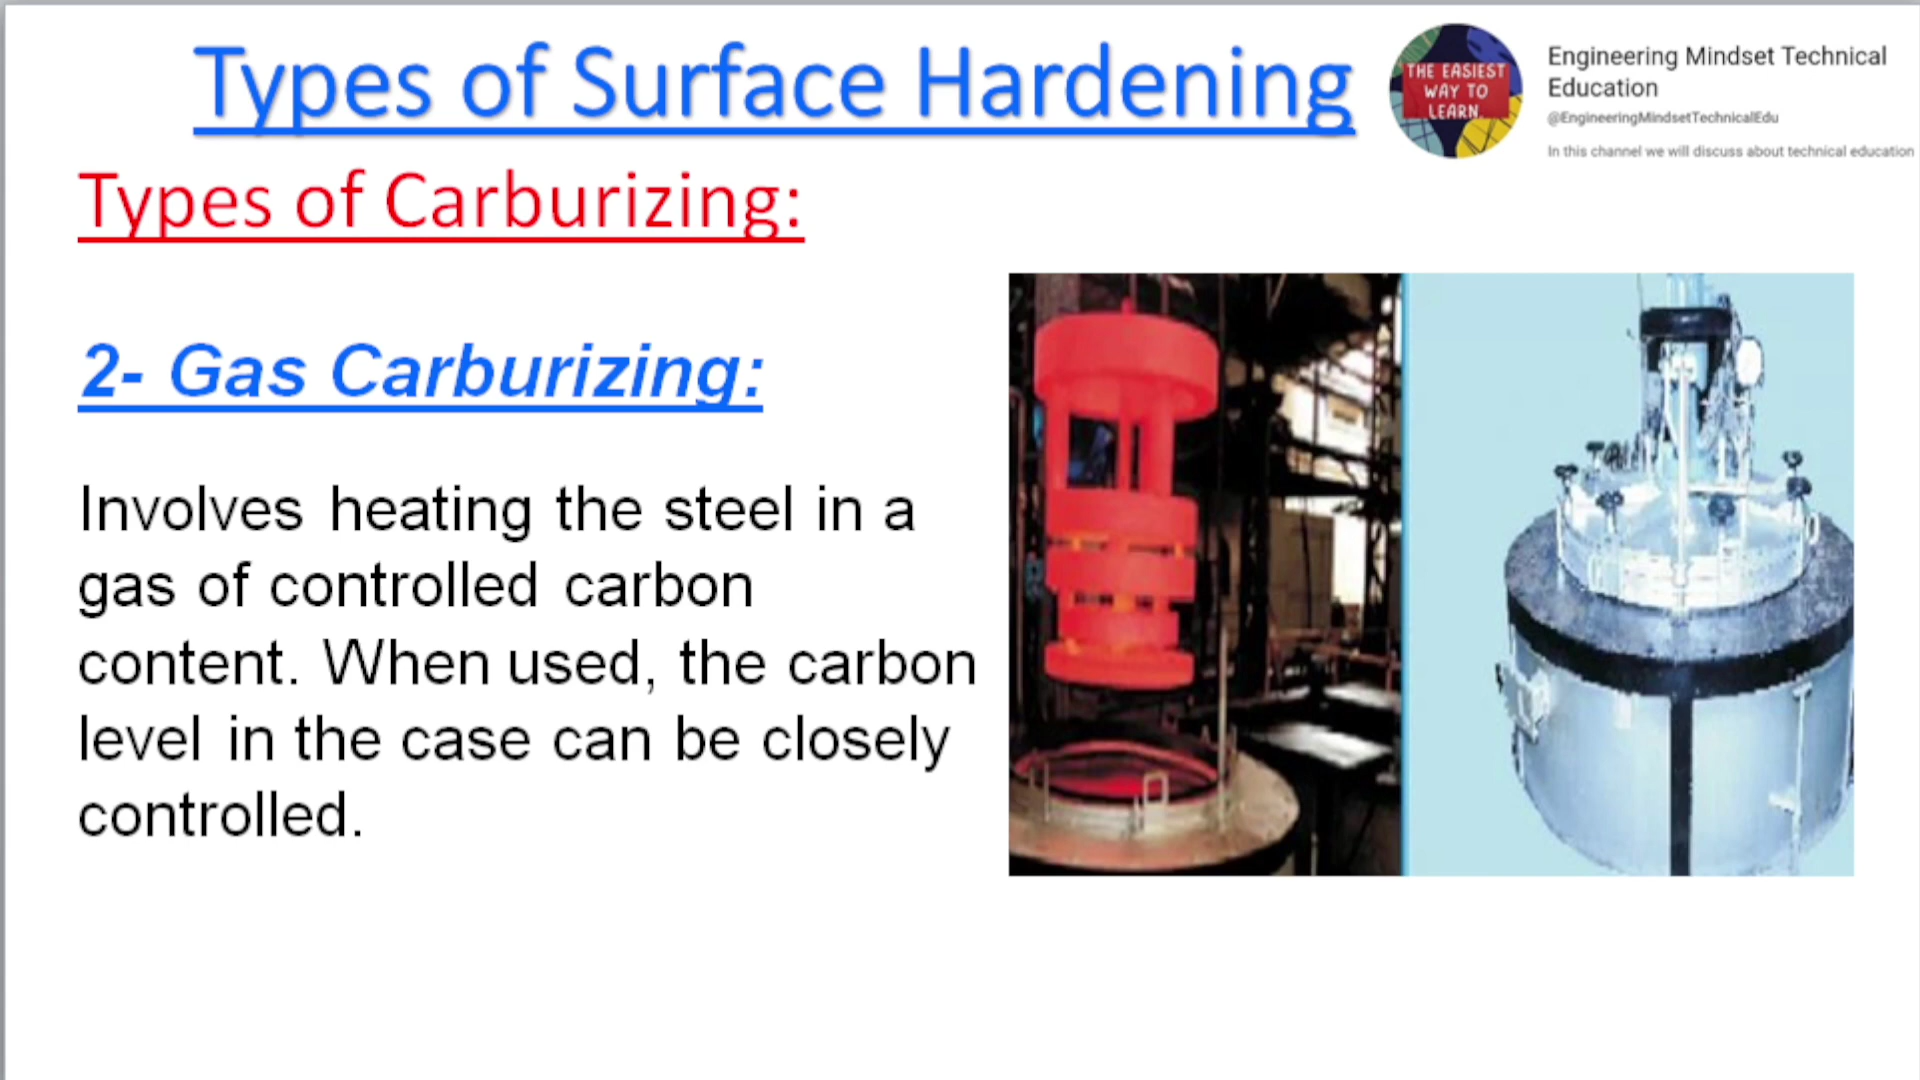 Types of Surface Hardening
THE EASIEST
WAY TO
LEARN
Engineering Mindset Technical
Education
@EngineeringMindsetTechnicalEdu
In this channel we will discuss about technical education
Types of Carburizing:
2- Gas Carburizing:
Involves heating the steel in a
gas of controlled carbon
content. When used, the carbon
level in the case can be closely
controlled.